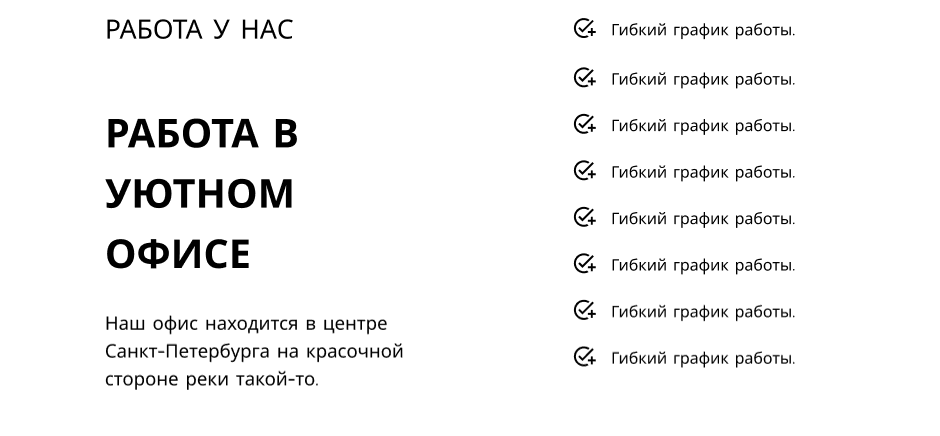 РАБОТА У НАС
РАБОТА В
УЮТНОМ
ОФИСЕ
Наш офис находится в центре
Санкт-Петербурга на красочной
стороне реки такой-то.
Гибкий график работы.
Гибкий график работы.
Гибкий график работы.
Гибкий график работы.
Гибкий график работы.
Гибкий график работы.
Гибкий график работы.
Гибкий график работы.